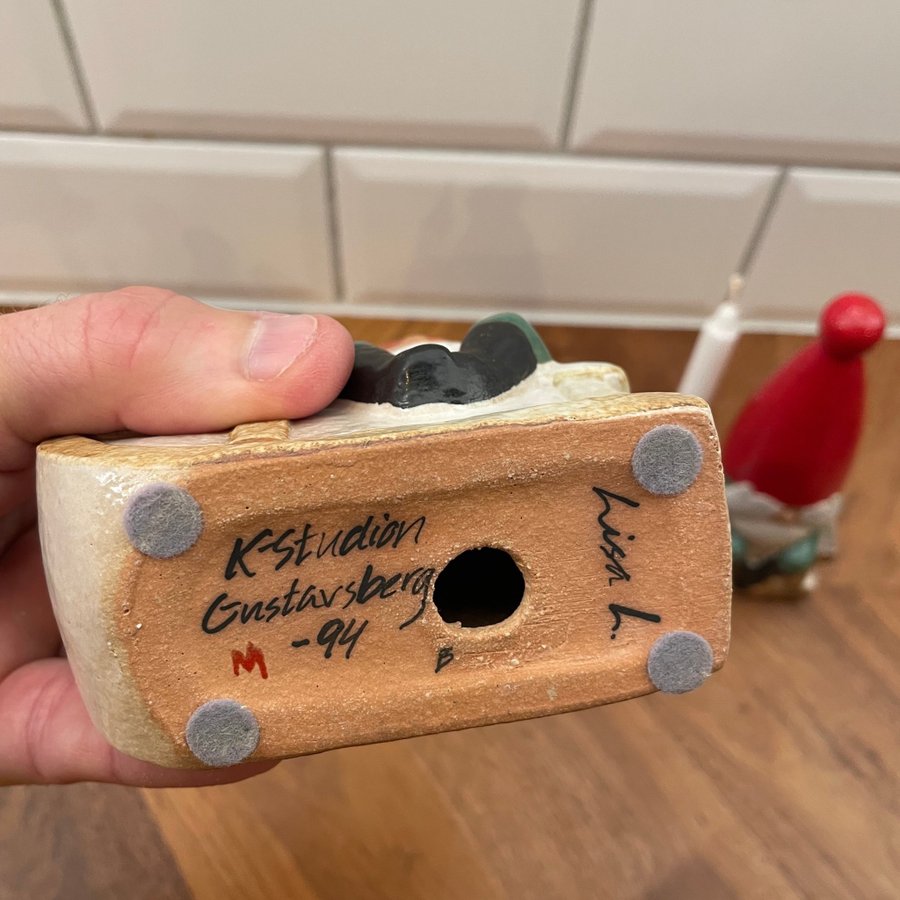 K-Studion
Gustavsberg
-94
M
B
Lisa L.